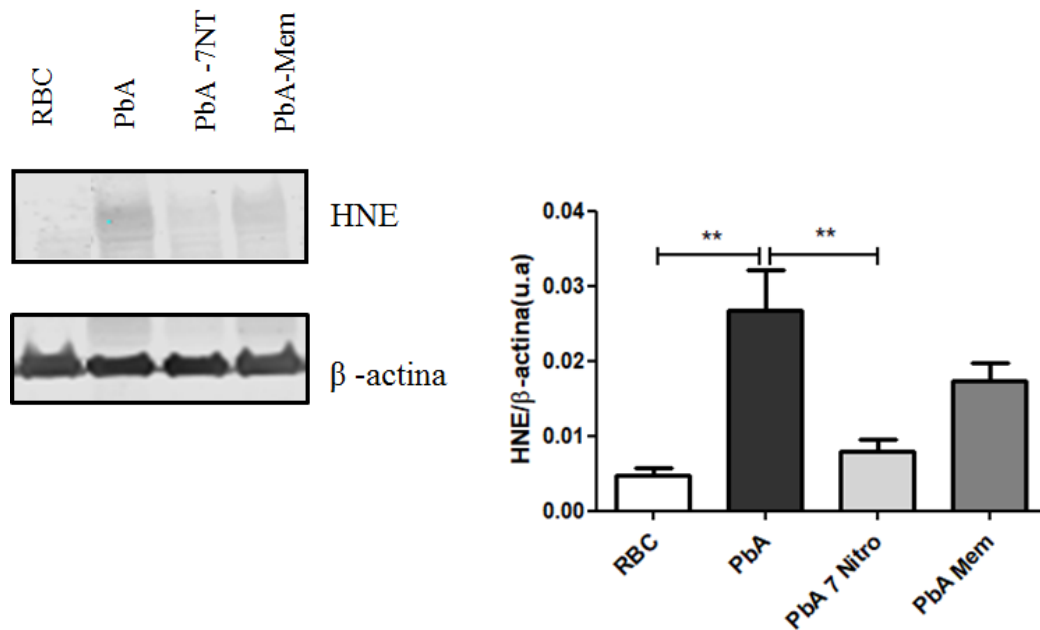 RBC
PbA
PbA -7NT
PbA-Mem
HNE
β -actina
HNE/β-actina(u.a)
0.04
0.03
0.02
0.01
0.00
**
**
RBC
PbA
PbA 7 Nitro
PbA Mem